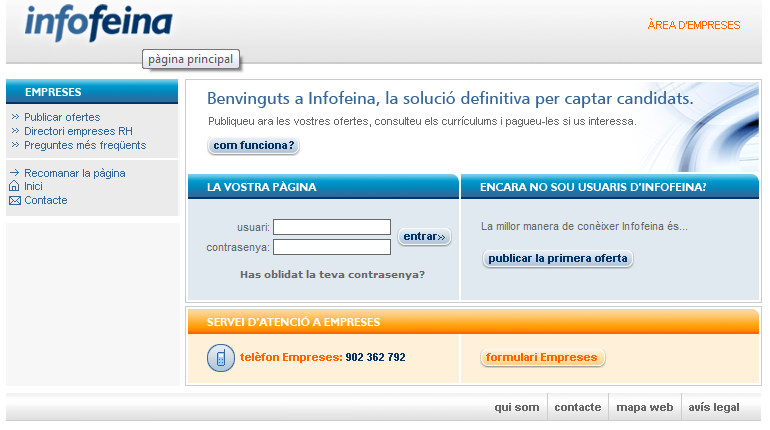 infofeina
ÀREA D'EMPRESES
pàgina principal
EMPRESES
Publicar ofertes
Directori empreses RH
Preguntes més freqüents
Recomanar la pàgina
Inici
Contacte
Benvinguts a Infofeina, la solució definitiva per captar candidats.
Publiqueu ara les vostres ofertes, consulteu els currículums i pagueu-les si us interessa.
com funciona?
LA VOSTRA PÀGINA
usuari:
contrasenya:
entrar
Has oblidat la teva contrasenya?
ENCARA NO SOU USUARIS D'INFOFEINA?
La millor manera de conèixer Infofeina és...
publicar la primera oferta
SERVEI D'ATENCIÓ A EMPRESES
telèfon Empreses: 902 362 792
formulari Empreses
qui som contacte mapa web avís legal